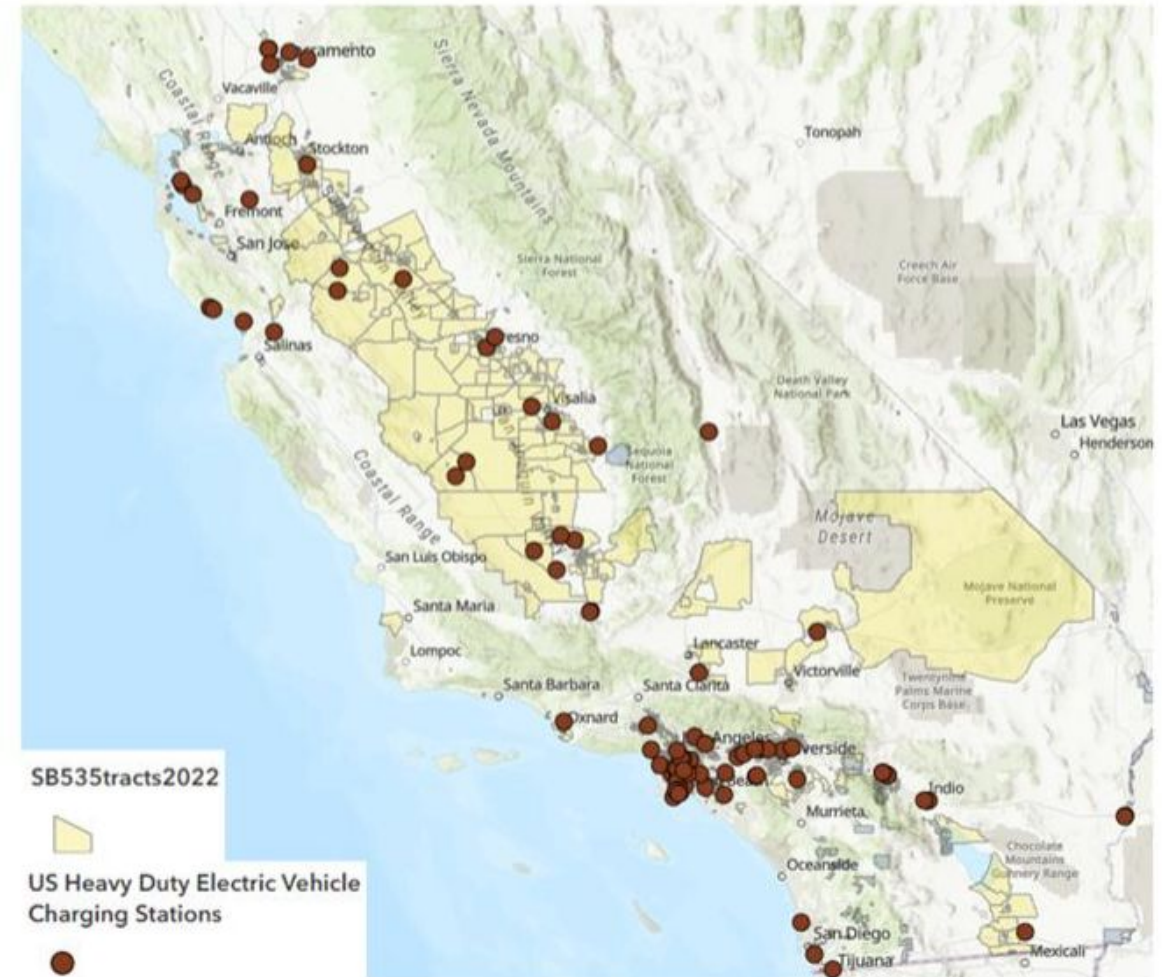 Sacramento
Vacaville
Coastal Range
Sierra Nevada Mountains
Antioch
Stockton
Tonopah
Fremont
San Jose
Sierra National
Forest
Creech Air
Force Base
Salinas
Fresno
Death Valley
National Park
Visalia
Las Vegas
Henderson
Sequoia
National
Forest
Coastal Range
Mojave
Desert
San Luis Obispo
Mojave National
Preserve
Santa Maria
Lancaster
Lompoc
Victorville
Santa Barbara
Santa Clarita
Twentynine
Palms Marine
Corps Base
Oxnard
Angeles
verside
Beach
Indio
Murrieta
SB535tracts2022
Chocolate
Mountains
Gunnery Range
Oceanside
US Heavy Duty Electric Vehicle
Charging Stations
San Diego
Mexicali
Tijuana